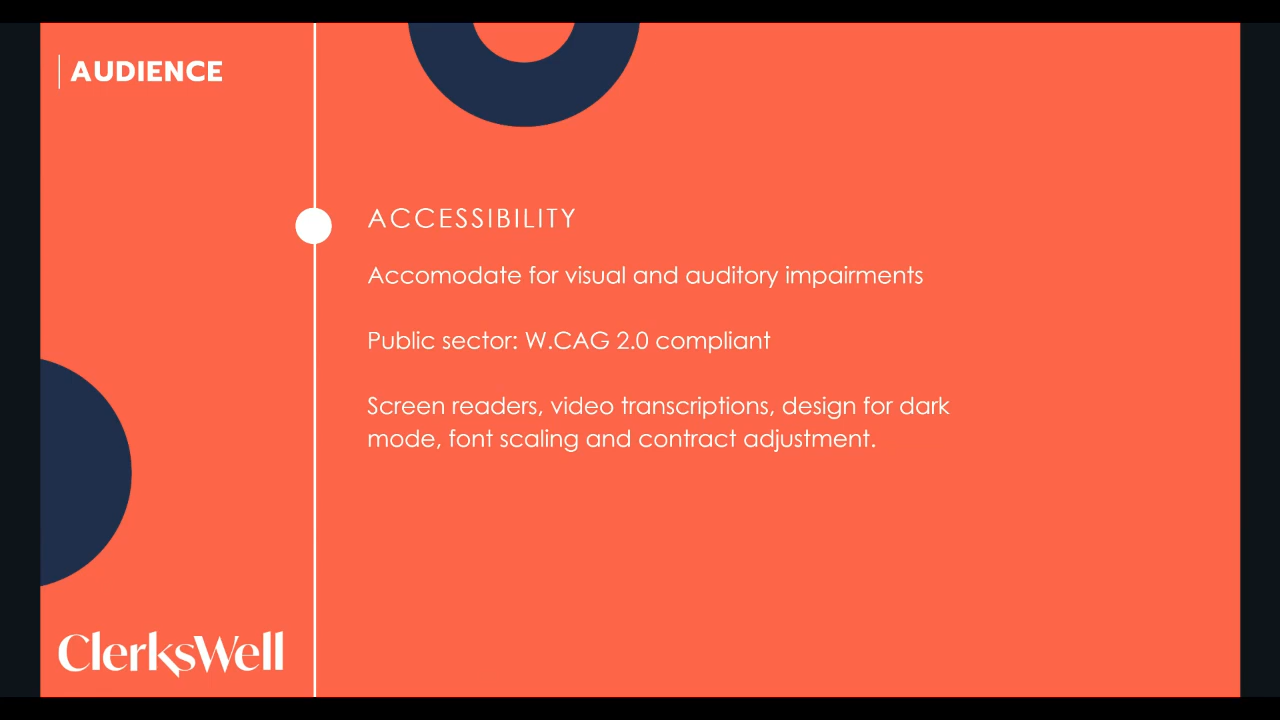 AUDIENCE
ACCESSIBILITY
Accomodate for visual and auditory impairments
Public sector: W.CAG 2.0 compliant
Screen readers, video transcriptions, design for dark
mode, font scaling and contract adjustment.
ClerksWell